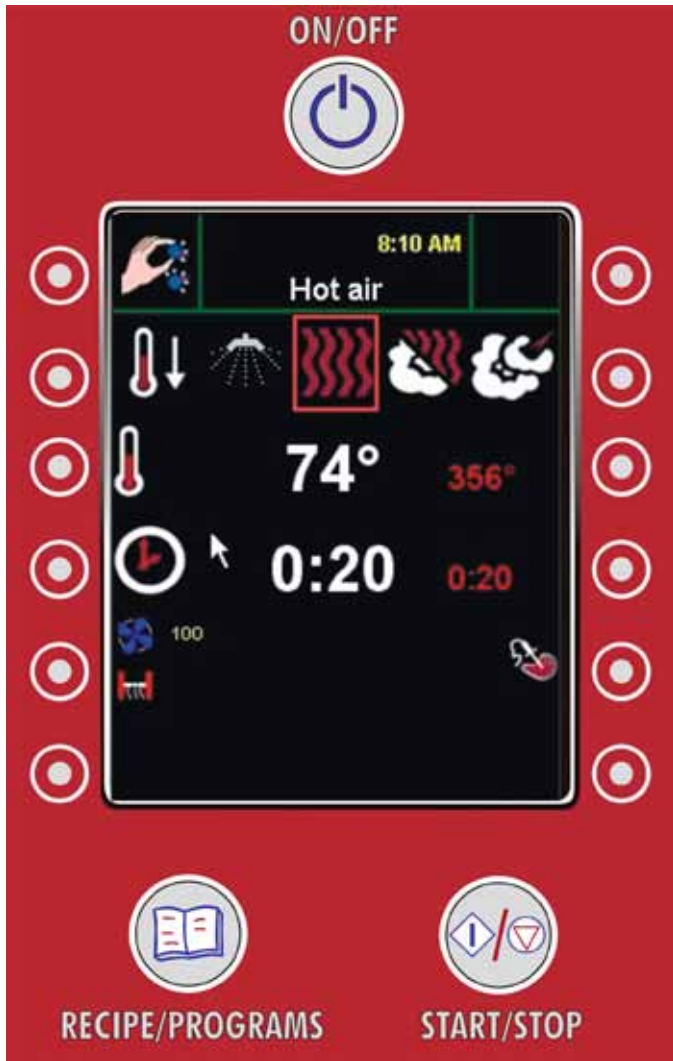 ON/OFF
8:10 AM
Hot air
74° 356°
0:20 0:20
100
RECIPE/PROGRAMS
START/STOP